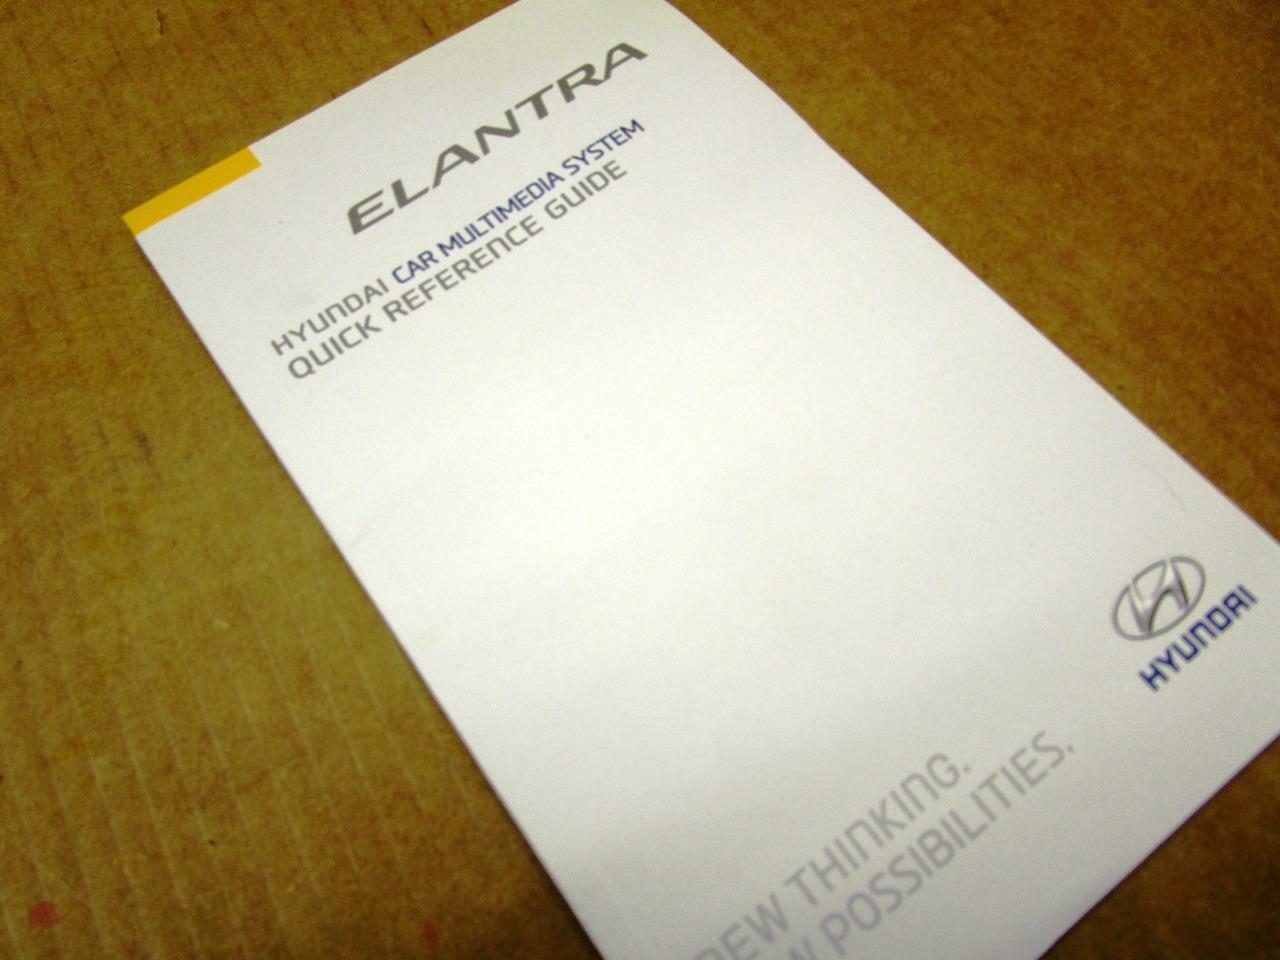 ELANTRA
HYUNDAI CAR MULTIMEDIA SYSTEM
QUICK REFERENCE GUIDE
HYUNDAI
THINKING.
POSSIBILITIES.